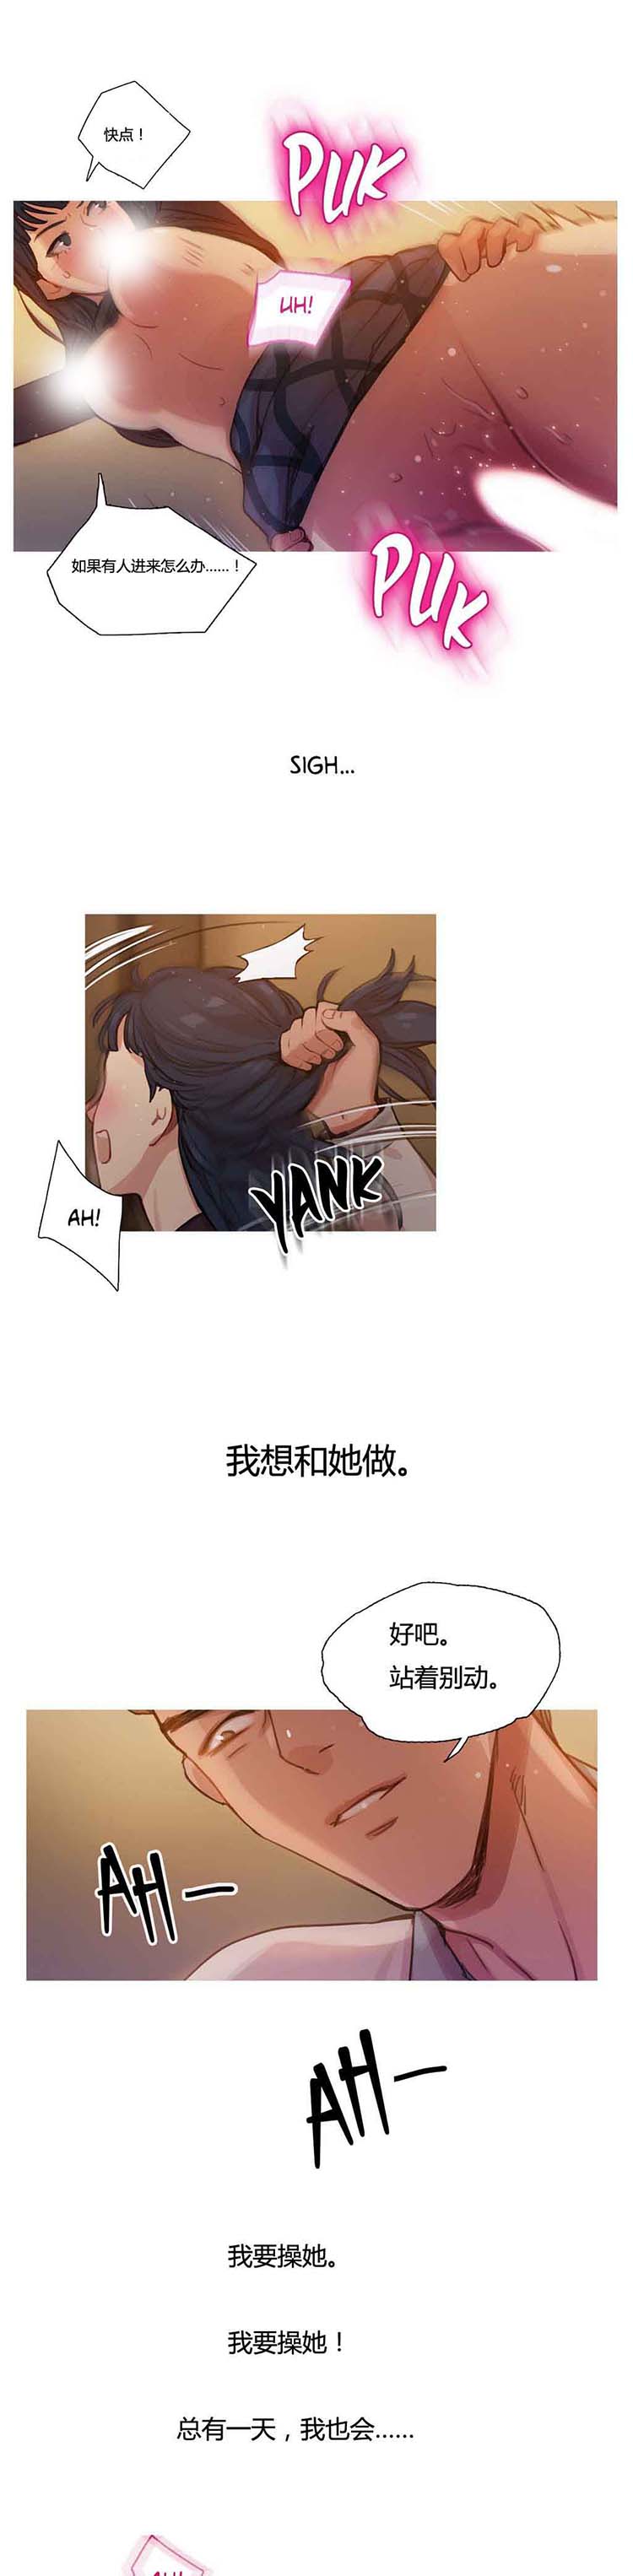 快点！
PUK
UH!
如果有人进来怎么办......！
PUK
SIGH...
AH!
YANK
我想和她做。
好吧。
站着别动。
AH—
AH—
我要操她。
我要操她！
总有一天，我也会......